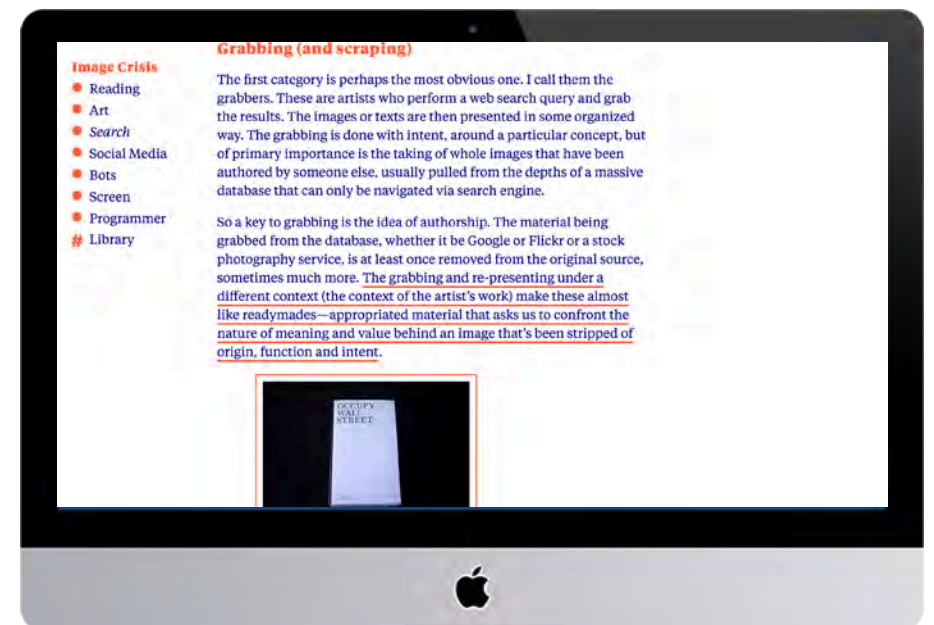 Image Crisis
Reading
Art
Search
Social Media
Bots
Screen
Programmer
# Library
Grabbing (and scraping)
The first category is perhaps the most obvious one. I call them the
grabbers. These are artists who perform a web search query and grab
the results. The images or texts are then presented in some organized
way. The grabbing is done with intent, around a particular concept, but
of primary importance is the taking of whole images that have been
authored by someone else, usually pulled from the depths of a massive
database that can only be navigated via search engine.
So a key to grabbing is the idea of authorship. The material being
grabbed from the database, whether it be Google or Flickr or a stock
photography service, is at least once removed from the original source,
sometimes much more. The grabbing and re-presenting under a
different context (the context of the artist's work) make these almost
like readymades—appropriated material that asks us to confront the
nature of meaning and value behind an image that's been stripped of
origin, function and intent.
OCCUPY
WALL
STREET